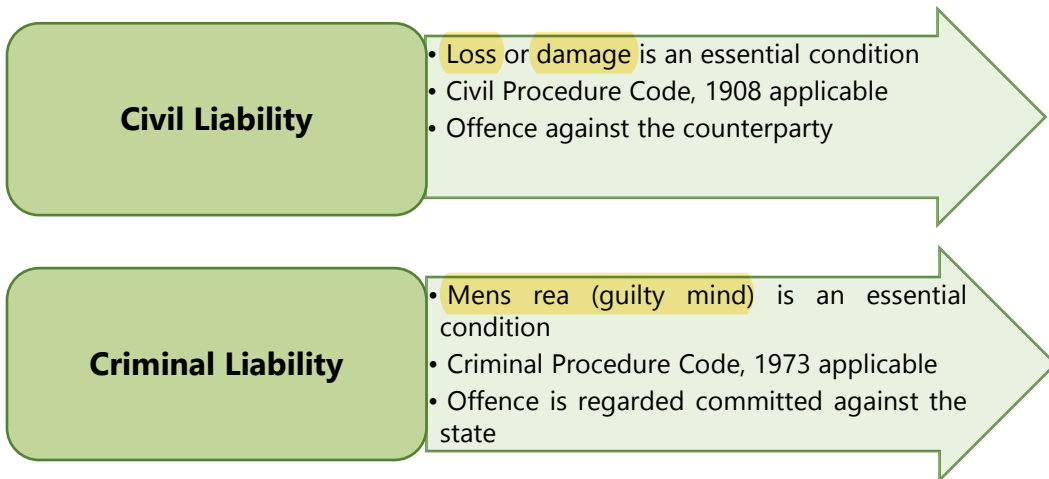 Civil Liability
• Loss or damage is an essential condition
• Civil Procedure Code, 1908 applicable
• Offence against the counterparty
Criminal Liability
• Mens rea (guilty mind) is an essential
condition
• Criminal Procedure Code, 1973 applicable
• Offence is regarded committed against the
state